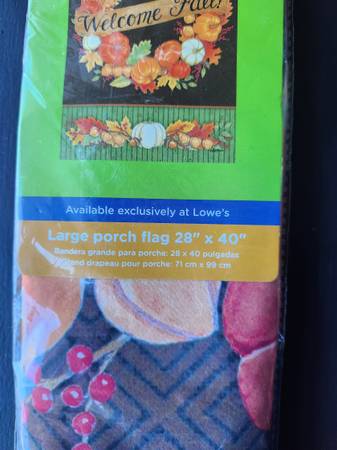 Welcome Fall!
Available exclusively at Lowe's
Large porch flag 28" x 40"
Bandera grande para porche: 28 x 40 pulgadas
Grand drapeau pour porche: 71 cm x 99 cm